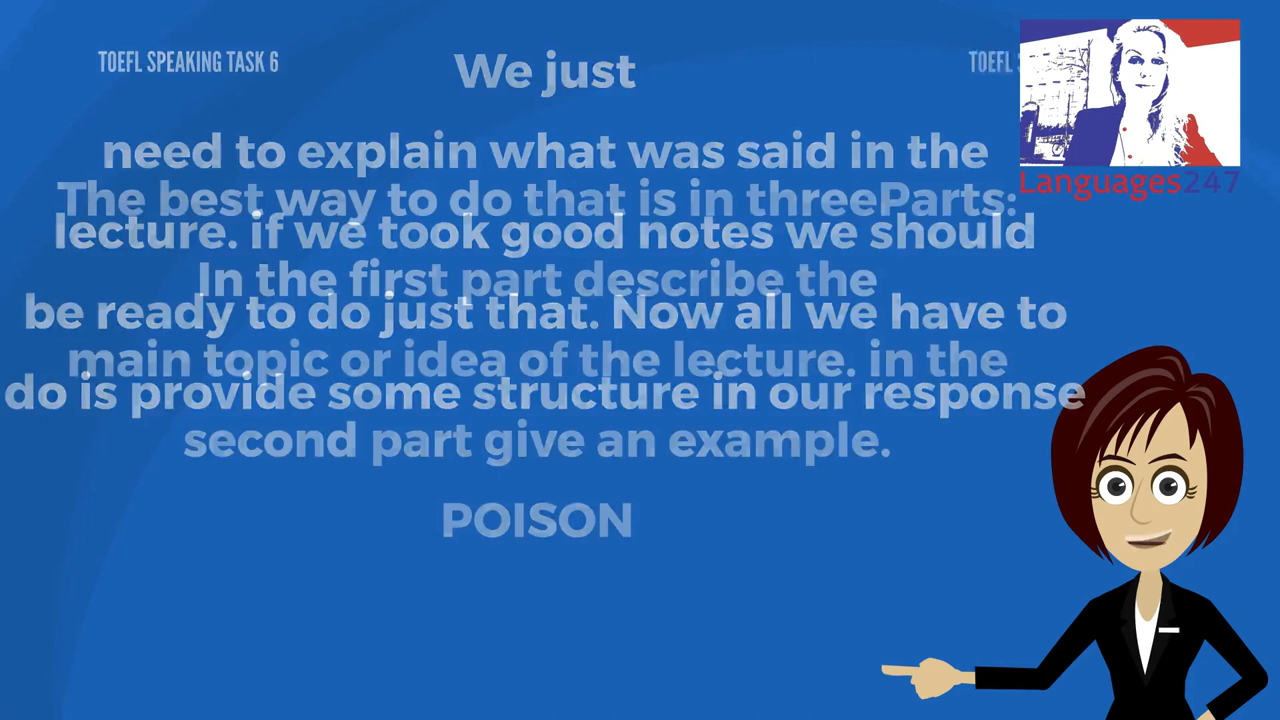 TOEFL SPEAKING TASK 6
TOEFL
We just
need to explain what was said in the
lecture. if we took good notes we should
be ready to do just that. Now all we have to
do is provide some structure in our response
The best way to do that is in threeParts:
In the first part describe the
main topic or idea of the lecture. in the
second part give an example.
POISON
Languages247